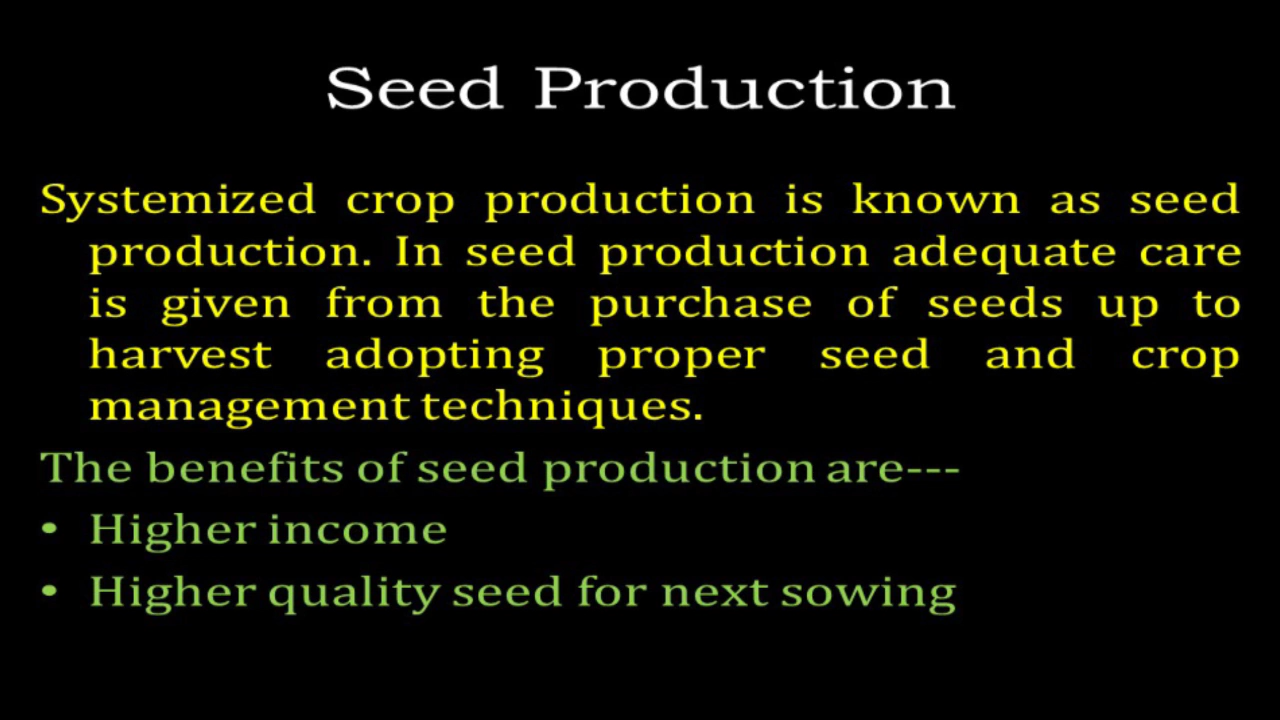 Seed Production
Systemized crop production is known as seed
production. In seed production adequate care
is given from the purchase of seeds up to
harvest adopting proper seed and crop
management techniques.
The benefits of seed production are---
• Higher income
• Higher quality seed for next sowing